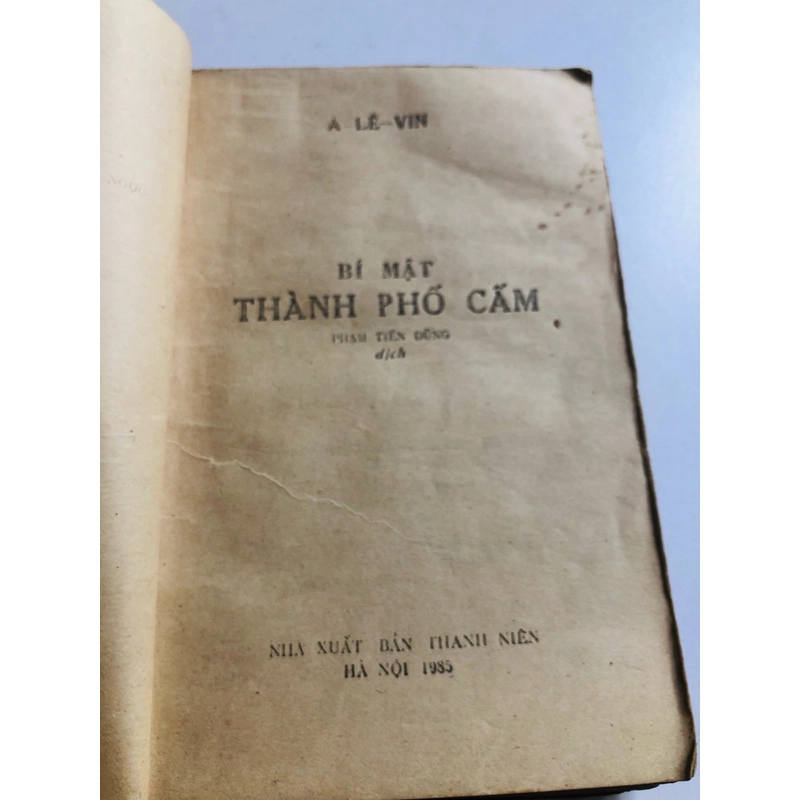 A LÊ-VIN
BÍ MẬT
THÀNH PHỐ CẤM
PHẠM TIẾN DŨNG
dịch
NHÀ XUẤT BẢN THANH NIÊN
HÀ NỘI 1985